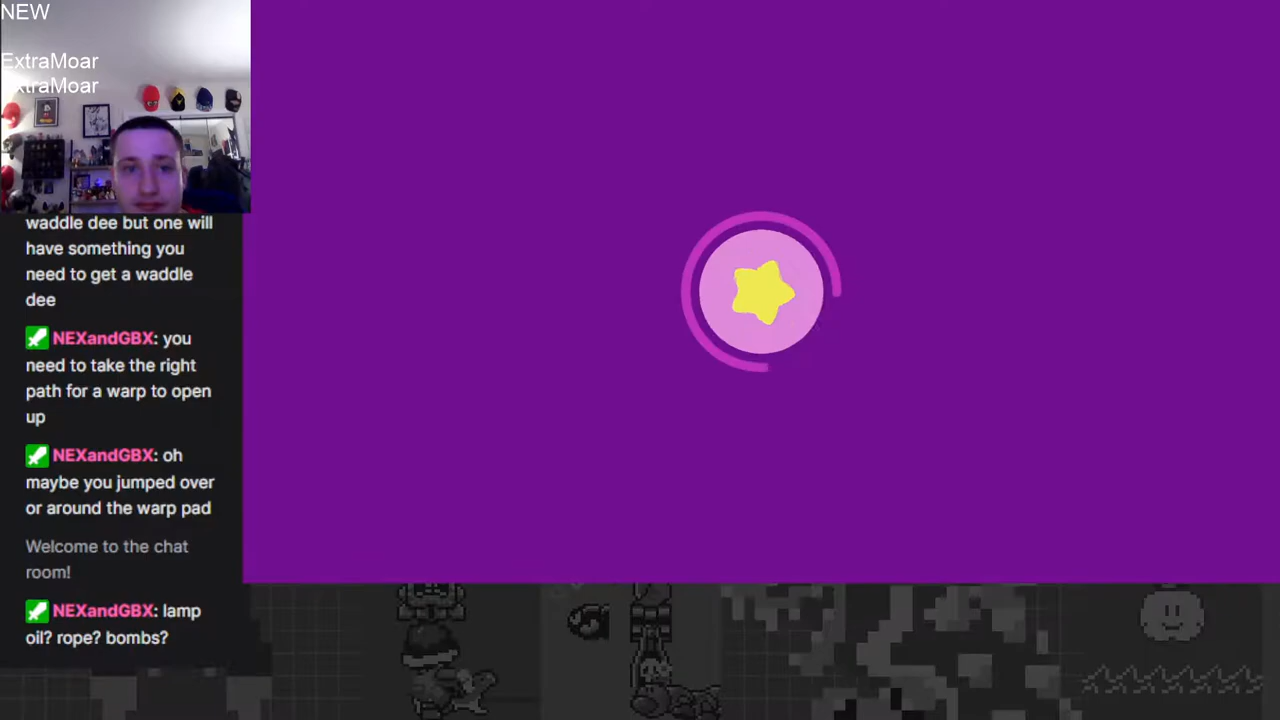 NEW
ExtraMoar
ExtraMoar
waddle dee but one will
have something you
need to get a waddle
dee
NEXandGBX: you
need to take the right
path for a warp to open
up
NEXandGBX: oh
maybe you jumped over
or around the warp pad
Welcome to the chat
room!
NEXandGBX: lamp
oil? rope? bombs?